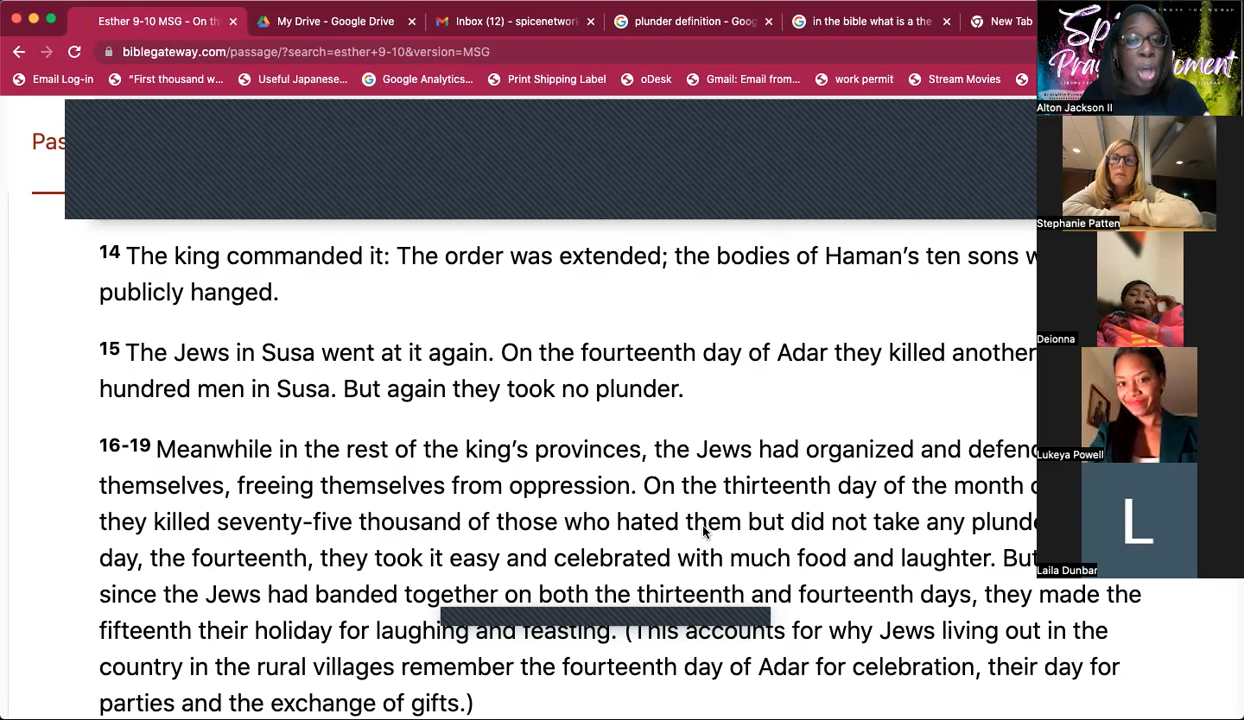 Esther 9-10 MSG - On th
My Drive - Google Drive
Inbox (12) - spicenetwor
plunder definition - Goog
in the bible what is a the
New Tab
biblegateway.com/passage/?search=esther+9-10&version=MSG
Email Log-in
“First thousand w...
Useful Japanese...
Google Analytics...
Print Shipping Label
oDesk
Gmail: Email from...
work permit
Stream Movies
Pas
14 The king commanded it: The order was extended; the bodies of Haman’s ten sons w
publicly hanged.
15 The Jews in Susa went at it again. On the fourteenth day of Adar they killed another
hundred men in Susa. But again they took no plunder.
16-19 Meanwhile in the rest of the king’s provinces, the Jews had organized and defend
themselves, freeing themselves from oppression. On the thirteenth day of the month
they killed seventy-five thousand of those who hated them but did not take any plund
day, the fourteenth, they took it easy and celebrated with much food and laughter. But
since the Jews had banded together on both the thirteenth and fourteenth days, they made the
fifteenth their holiday for laughing and feasting. (This accounts for why Jews living out in the
country in the rural villages remember the fourteenth day of Adar for celebration, their day for
parties and the exchange of gifts.)
Alton Jackson II
Stephanie Patten
Deionna
Lukeya Powell
L
Laila Dunbar